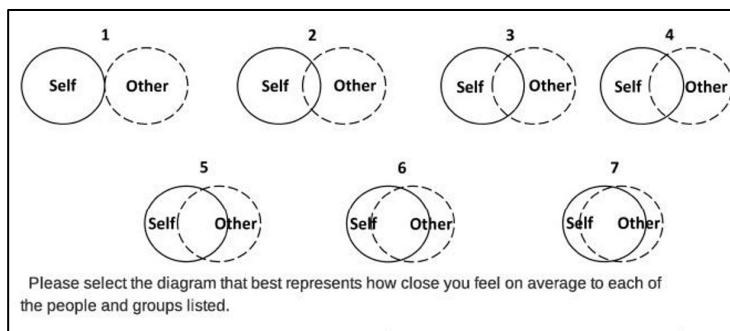 1 2 3 4
Self Other Self Other Self Other Self Other
5 6 7
Self Other Self Other Self Other
Please select the diagram that best represents how close you feel on average to each of
the people and groups listed.